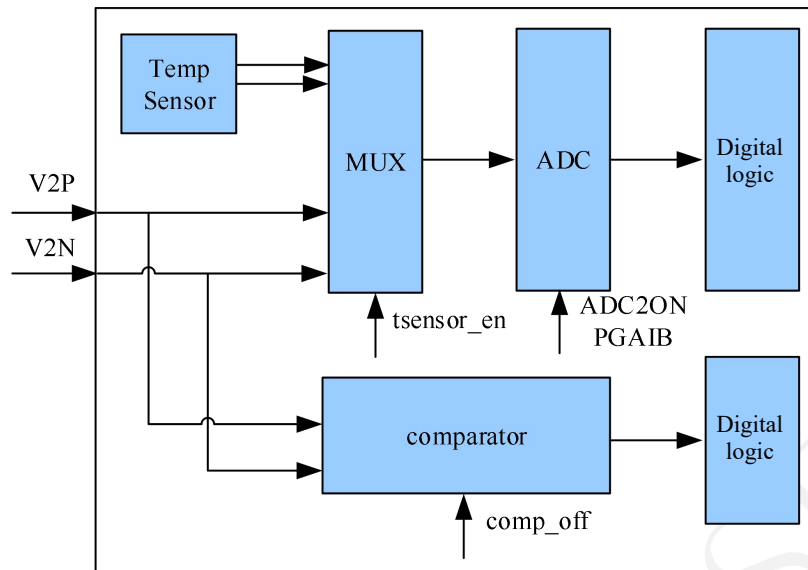 Temp
Sensor
MUX
ADC
Digital
logic
V2P
V2N
tsensor_en
ADC2ON
PGAIB
comparator
Digital
logic
comp_off